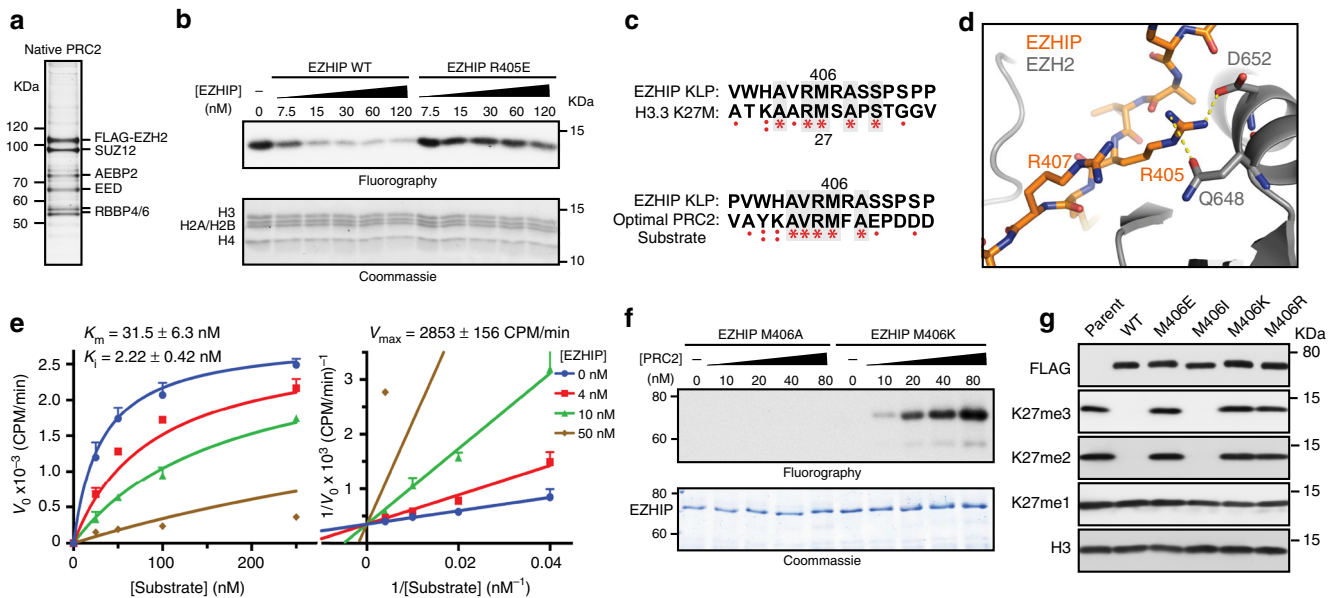 a
Native PRC2
KDa
120
100
70
60
50
FLAG-EZH2
SUZ12
AEBP2
EED
RBBP4/6
b
EZHIP WT EZHIP R405E
[EZHIP] –
(nM) 0 7.5 15 30 60 120 7.5 15 30 60 120 KDa
15
Fluorography
H3
H2A/H2B
H4
15
10
Coommassie
c
406
EZHIP KLP: VWHAVRMRASSPSPP
H3.3 K27M: ATKAARMSAPSTGGV
. : * . * * * * .
27
406
EZHIP KLP: PVWHAVRMRASSPSP
Optimal PRC2: VAYKAVRMFAEPDDD
Substrate . : : * * * * * . .
d
EZHIP
EZH2
D652
R407
R405
Q648
e
Km = 31.5 ± 6.3 nM
Ki = 2.22 ± 0.42 nM
Vmax = 2853 ± 156 CPM/min
V0 x10–3 (CPM/min)
2.5
2.0
1.5
1.0
0.5
0
0 100 200
[Substrate] (nM)
1/V0 x 103 (CPM/min)–1
3
2
1
0.00 0.02 0.04
1/[Substrate] (nM–1)
[EZHIP]
0 nM
4 nM
10 nM
50 nM
f
EZHIP M406A EZHIP M406K
[PRC2] – –
(nM) 0 10 20 40 80 0 10 20 40 80
80
60
Fluorography
80
EZHIP
60
Coommassie
g
Parent WT M406E M406I M406K M406R
KDa
FLAG 80
K27me3 15
K27me2 15
K27me1 15
H3 15